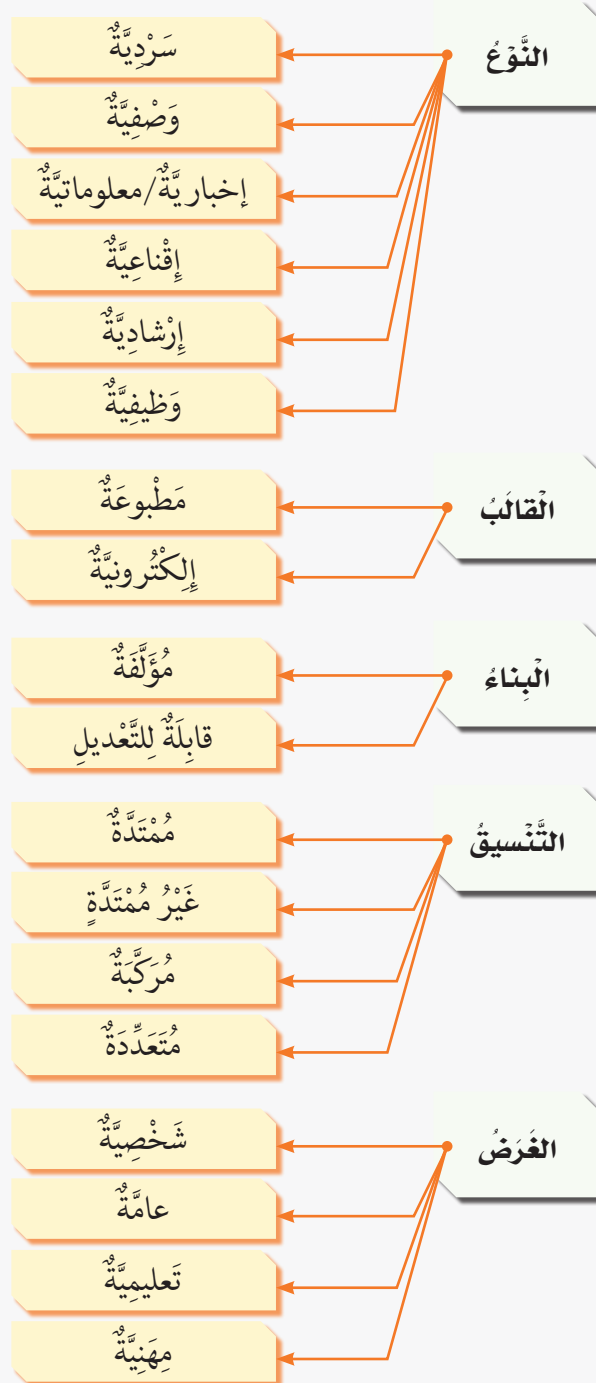 النَّوْعُ
سَرْدِيَّةٌ
وَصْفِيَّةٌ
إخباريَّةٌ/معلوماتيَّةٌ
إِقْناعِيَّةٌ
إِرْشادِيَّةٌ
وَظيفِيَّةٌ
الْقالَبُ
مَطْبوعَةٌ
إِلِكْتُرونيَّةٌ
الْبِناءُ
مُؤَلَّفَةٌ
قابِلَةٌ لِلتَّعْديلِ
التَّنْسيقُ
مُمْتَدَّةٌ
غَيْرُ مُمْتَدَّةٍ
مُرَكَّبَةٌ
مُتَعَدِّدَةٌ
الغَرَضُ
شَخْصِيَّةٌ
عامَّةٌ
تَعليمِيَّةٌ
مِهَنِيَّةٌ